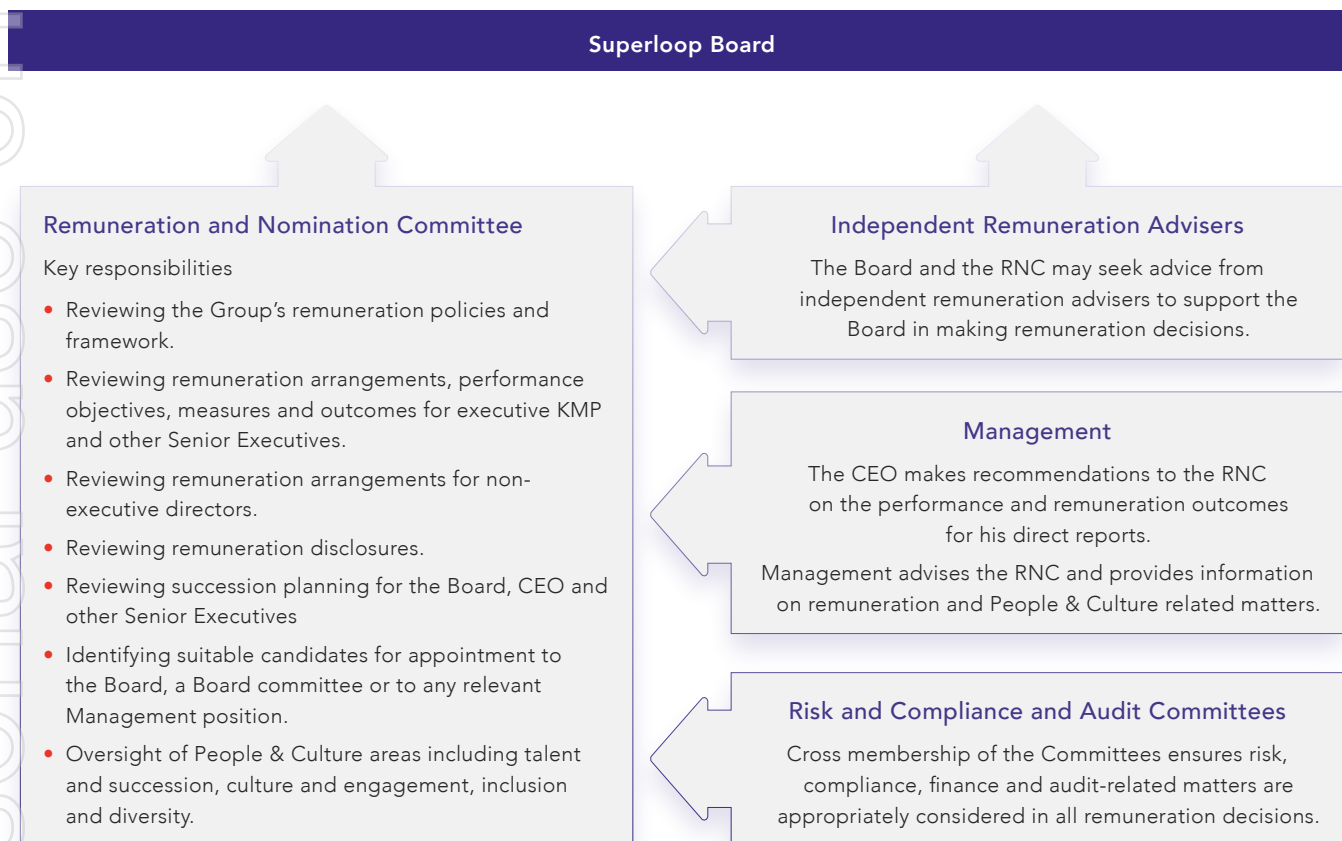 Superloop Board
Remuneration and Nomination Committee
Key responsibilities
• Reviewing the Group's remuneration policies and
framework.
• Reviewing remuneration arrangements, performance
objectives, measures and outcomes for executive KMP
and other Senior Executives.
• Reviewing remuneration arrangements for non-
executive directors.
• Reviewing remuneration disclosures.
• Reviewing succession planning for the Board, CEO and
other Senior Executives
• Identifying suitable candidates for appointment to
the Board, a Board committee or to any relevant
Management position.
• Oversight of People & Culture areas including talent
and succession, culture and engagement, inclusion
and diversity.
Independent Remuneration Advisers
The Board and the RNC may seek advice from
independent remuneration advisers to support the
Board in making remuneration decisions.
Management
The CEO makes recommendations to the RNC
on the performance and remuneration outcomes
for his direct reports.
Management advises the RNC and provides information
on remuneration and People & Culture related matters.
Risk and Compliance and Audit Committees
Cross membership of the Committees ensures risk,
compliance, finance and audit-related matters are
appropriately considered in all remuneration decisions.